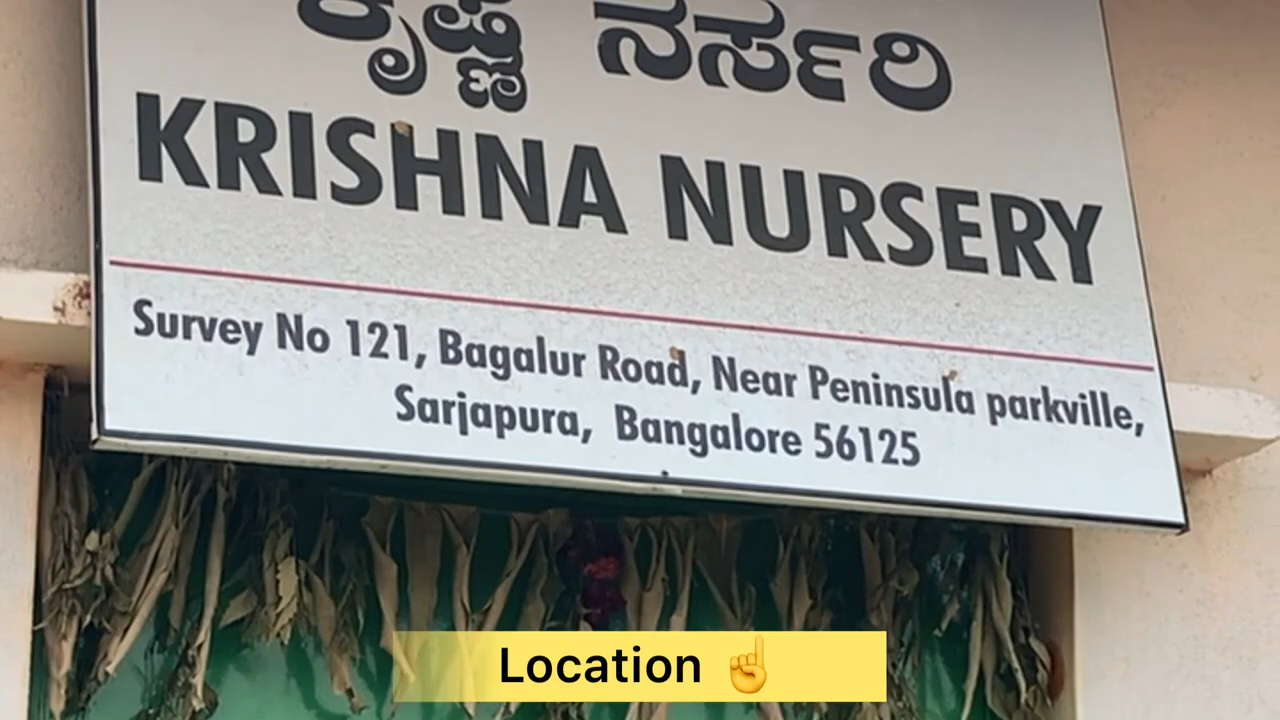 ಕೃಷ್ಣ ನರ್ಸರಿ
KRISHNA NURSERY
Survey No 121, Bagalur Road, Near Peninsula parkville,
Sarjapura, Bangalore 56125
Location ☝️